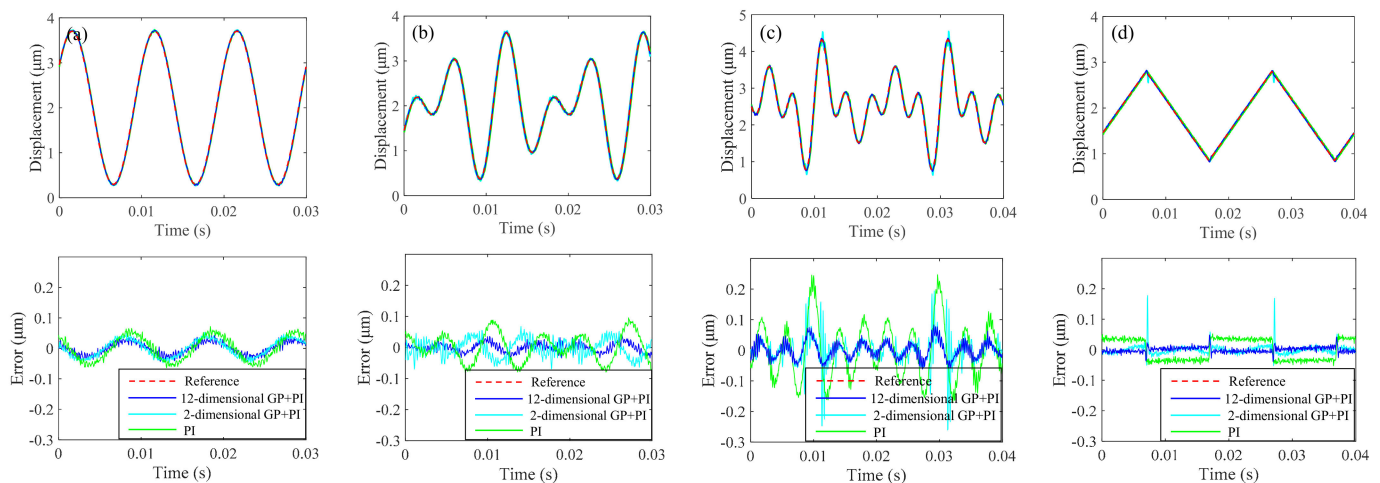 (a)
Displacement (μm)
4
3
2
1
0
0
0.01
0.02
0.03
Time (s)
(b)
Displacement (μm)
4
3
2
1
0
0
0.01
0.02
0.03
Time (s)
(c)
Displacement (μm)
5
4
3
2
1
0
0
0.01
0.02
0.03
0.04
Time (s)
(d)
Displacement (μm)
4
3
2
1
0
0
0.01
0.02
0.03
0.04
Time (s)
Error (μm)
0.2
0.1
0
-0.1
-0.2
-0.3
Reference
12-dimensional GP+PI
2-dimensional GP+PI
PI
0
0.01
0.02
0.03
Time (s)
Error (μm)
0.2
0.1
0
-0.1
-0.2
-0.3
Reference
12-dimensional GP+PI
2-dimensional GP+PI
PI
0
0.01
0.02
0.03
Time (s)
Error (μm)
0.2
0.1
0
-0.1
-0.2
-0.3
Reference
12-dimensional GP+PI
2-dimensional GP+PI
PI
0
0.01
0.02
0.03
0.04
Time (s)
Error (μm)
0.2
0.1
0
-0.1
-0.2
-0.3
Reference
12-dimensional GP+PI
2-dimensional GP+PI
PI
0
0.01
0.02
0.03
0.04
Time (s)